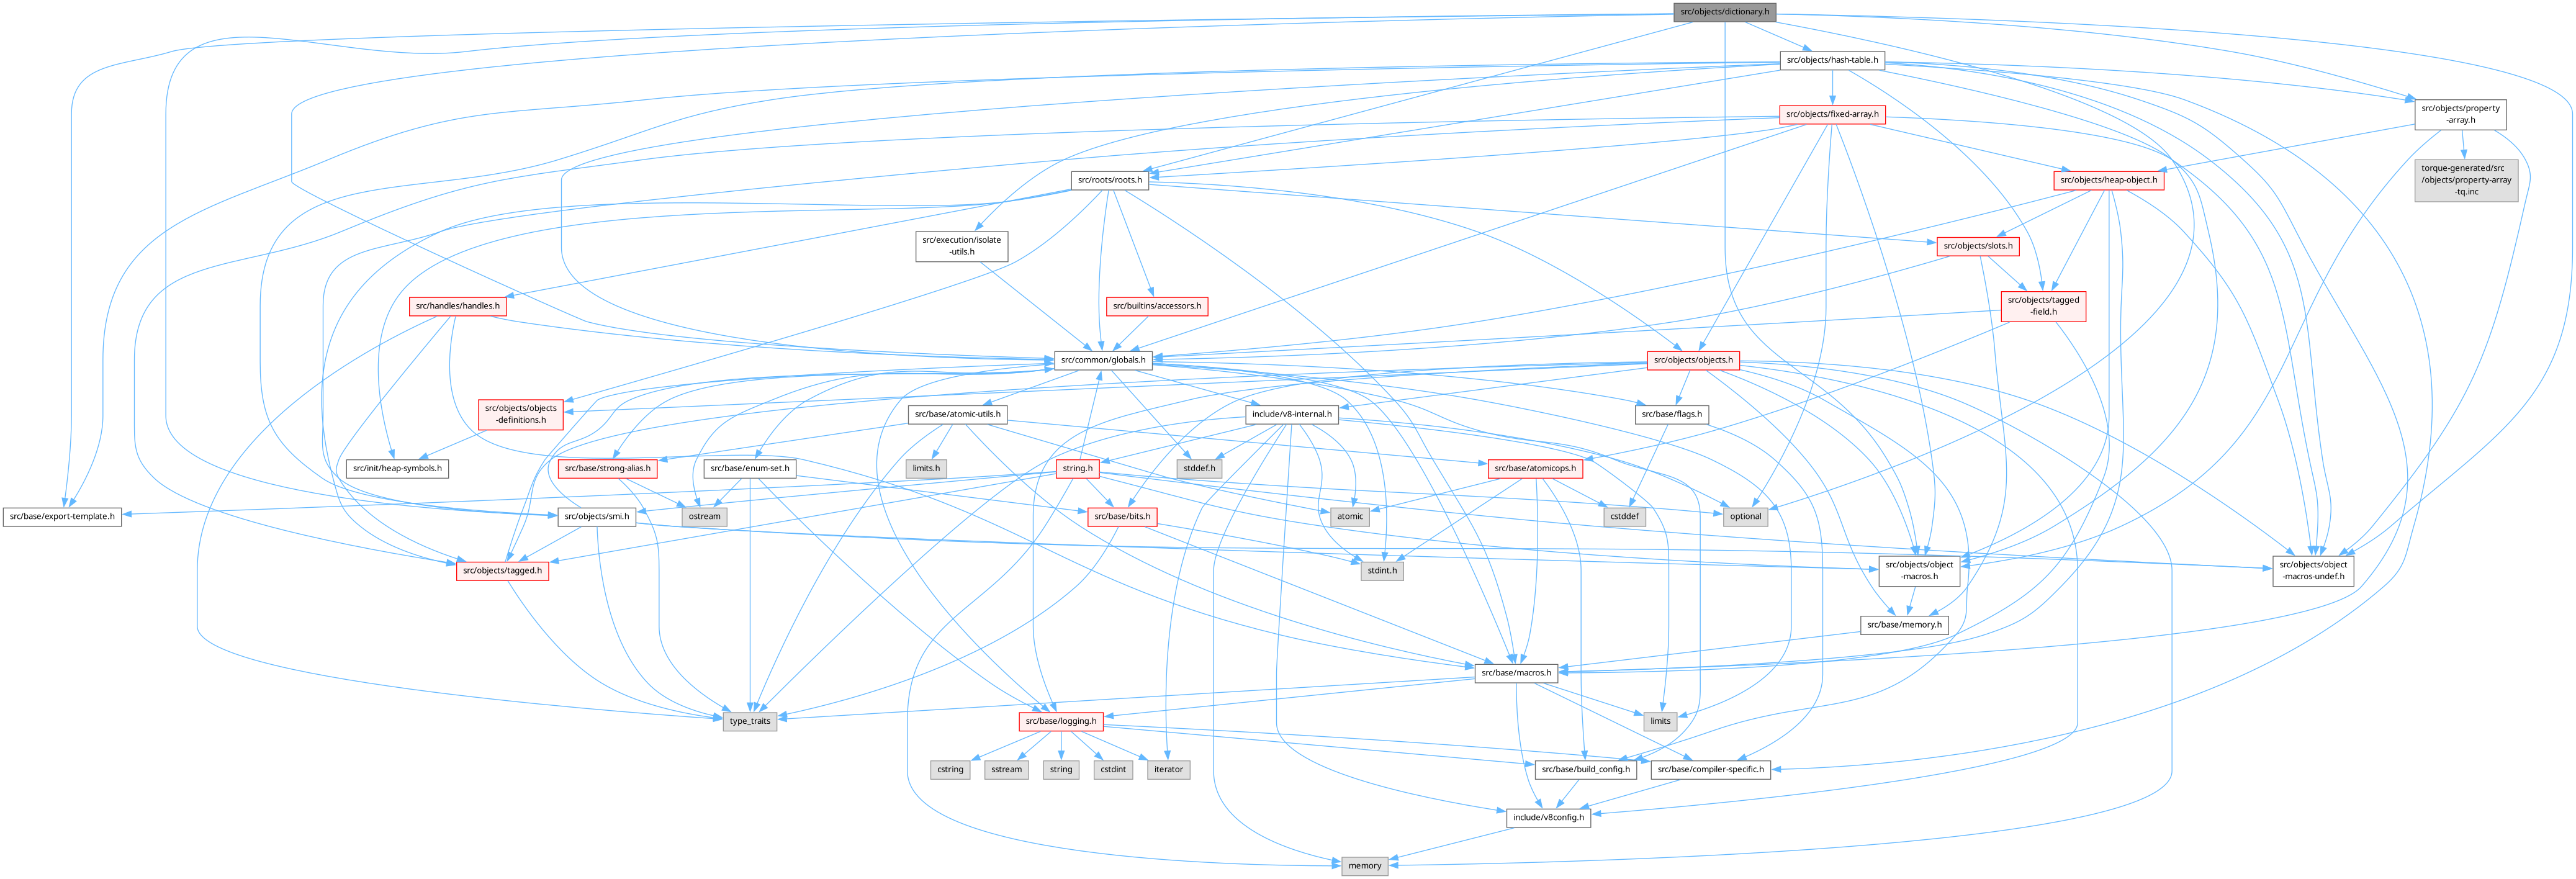 src/objects/dictionary.h
src/objects/hash-table.h
src/objects/fixed-array.h
src/objects/property
-array.h
src/roots/roots.h
src/objects/heap-object.h
torque-generated/src
/objects/property-array
-tq.inc
src/execution/isolate
-utils.h
src/objects/slots.h
src/handles/handles.h
src/builtins/accessors.h
src/objects/tagged
-field.h
src/common/globals.h
src/objects/objects.h
src/objects/objects
-definitions.h
src/base/atomic-utils.h
include/v8-internal.h
src/base/flags.h
src/init/heap-symbols.h
limits.h
src/base/strong-alias.h
src/base/enum-set.h
string.h
stddef.h
src/base/atomicops.h
src/base/export-template.h
src/objects/smi.h
ostream
src/base/bits.h
atomic
cstddef
optional
src/objects/tagged.h
stdint.h
src/objects/object
-macros.h
src/objects/object
-macros-undef.h
src/base/memory.h
src/base/macros.h
type_traits
src/base/logging.h
limits
cstring
sstream
string
cstdint
iterator
src/base/build_config.h
src/base/compiler-specific.h
include/v8config.h
memory